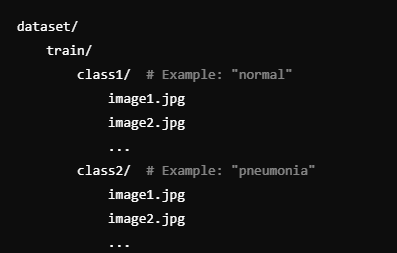 dataset/
    train/
        class1/  # Example: "normal"
            image1.jpg
            image2.jpg
            ...
        class2/  # Example: "pneumonia"
            image1.jpg
            image2.jpg
            ...